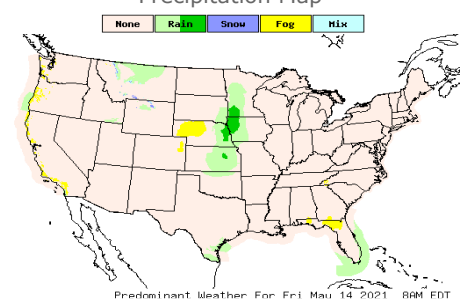 Precipitation Map
None Rain Snow Fog Mix
Predominant Weather For Fri May 14 2021 8AM EDT